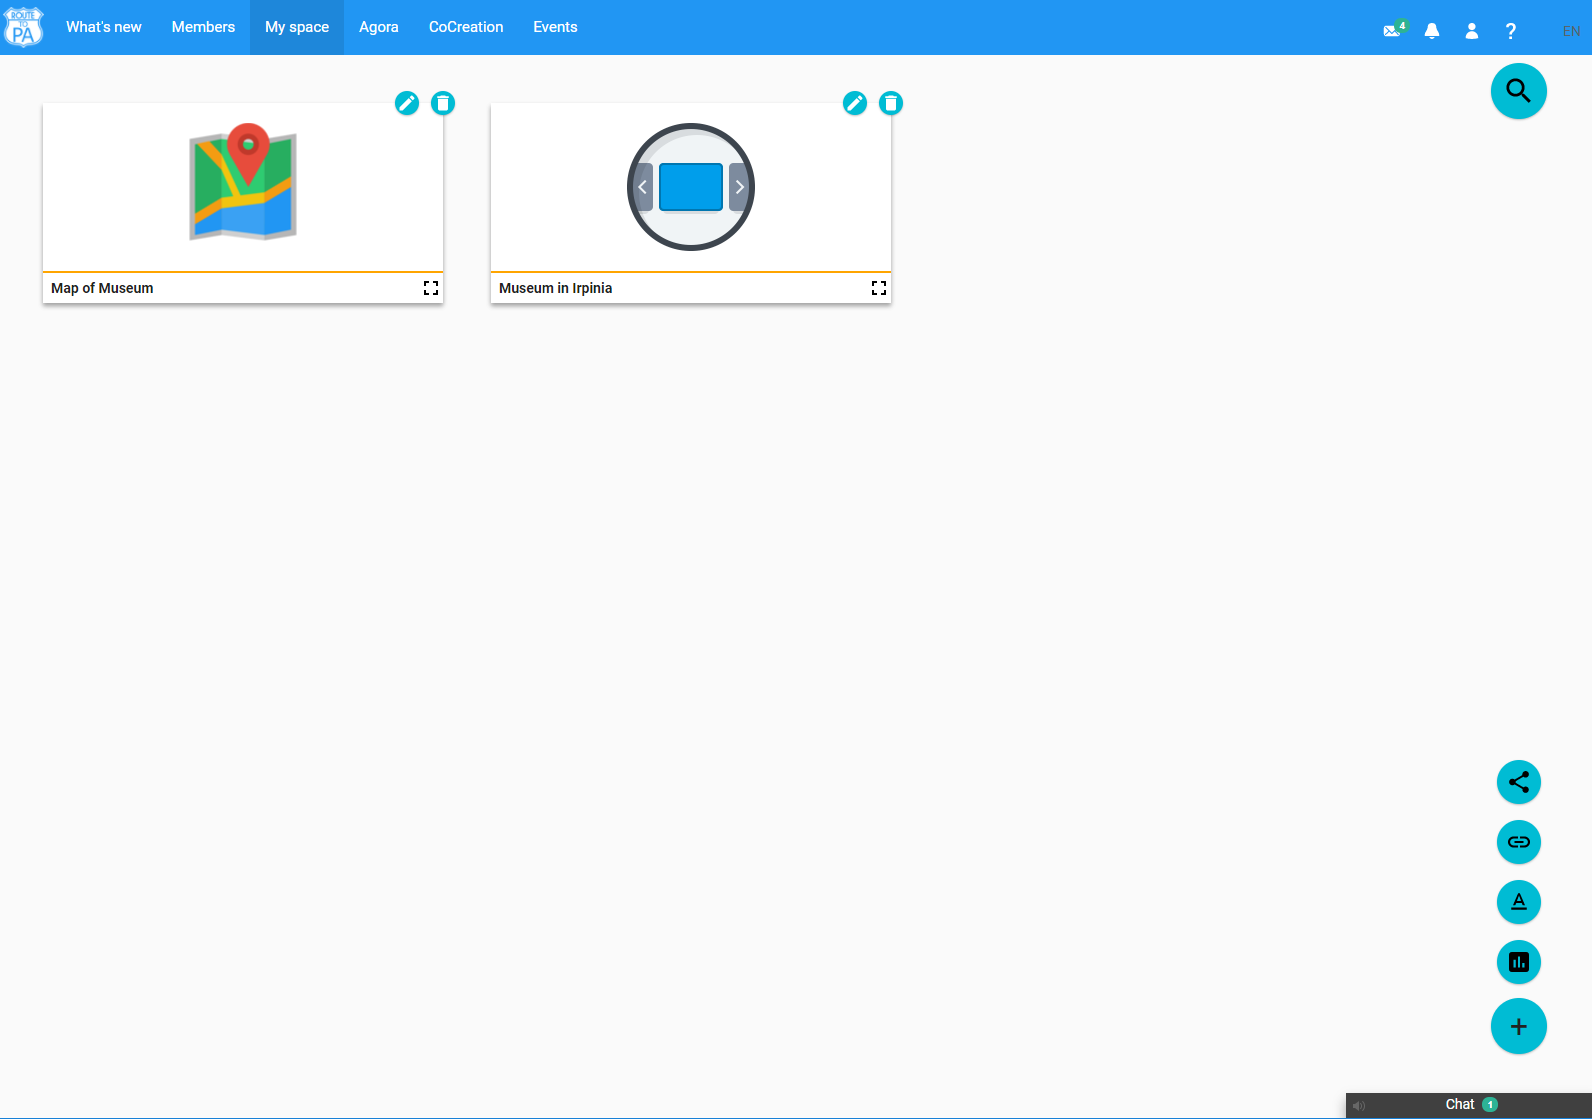 ROUTE
TO
PA
What's new
Members
My space
Agora
CoCreation
Events
4
?
EN
Map of Museum
Museum in Irpinia
A
+
Chat 1